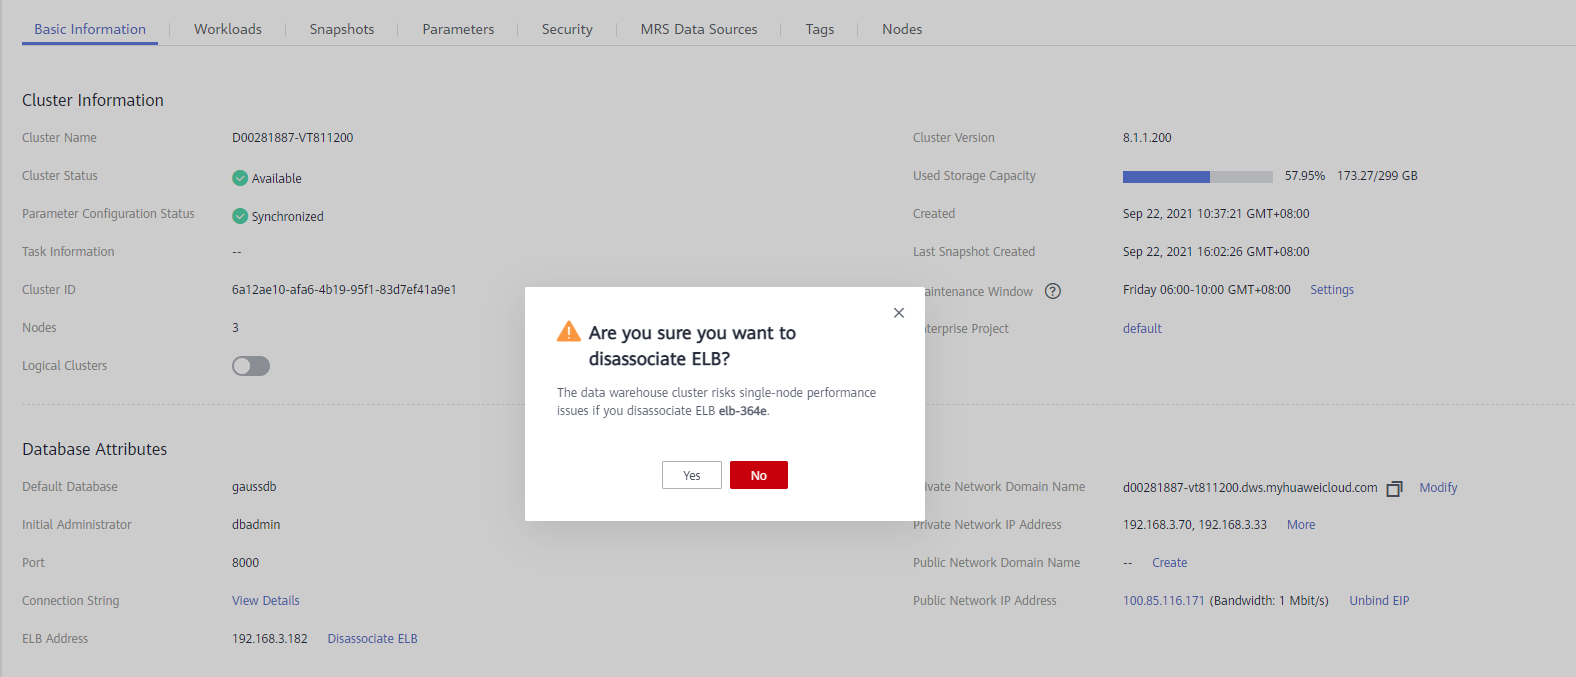 Basic Information
Workloads
Snapshots
Parameters
Security
MRS Data Sources
Tags
Nodes
Cluster Information
Cluster Name
D00281887-VT811200
Cluster Version
8.1.1.200
Cluster Status
Available
Used Storage Capacity
57.95% 173.27/299 GB
Parameter Configuration Status
Synchronized
Created
Sep 22, 2021 10:37:21 GMT+08:00
Task Information
--
Last Snapshot Created
Sep 22, 2021 16:02:26 GMT+08:00
Cluster ID
6a12ae10-afa6-4b19-95f1-83d7ef41a9e1
aintenance Window ?
Friday 06:00-10:00 GMT+08:00 Settings
Nodes
3
terprise Project
default
Logical Clusters
Are you sure you want to
disassociate ELB?
The data warehouse cluster risks single-node performance
issues if you disassociate ELB elb-364e.
Yes
No
Database Attributes
Default Database
gaussdb
ivate Network Domain Name
d00281887-vt811200.dws.myhuaweicloud.com Modify
Initial Administrator
dbadmin
Private Network IP Address
192.168.3.70, 192.168.3.33 More
Port
8000
Public Network Domain Name
-- Create
Connection String
View Details
Public Network IP Address
100.85.116.171 (Bandwidth: 1 Mbit/s) Unbind EIP
ELB Address
192.168.3.182 Disassociate ELB